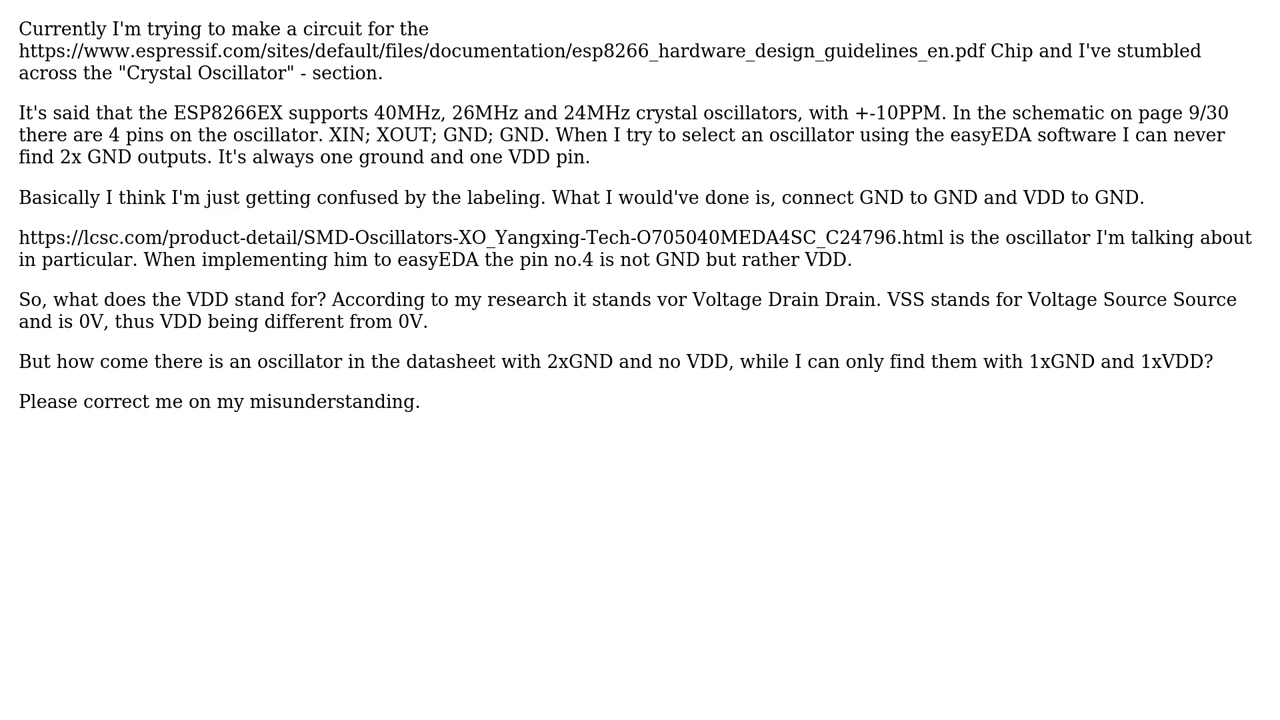 Currently I'm trying to make a circuit for the
https://www.espressif.com/sites/default/files/documentation/esp8266_hardware_design_guidelines_en.pdf Chip and I've stumbled
across the "Crystal Oscillator" - section.
It's said that the ESP8266EX supports 40MHz, 26MHz and 24MHz crystal oscillators, with +-10PPM. In the schematic on page 9/30
there are 4 pins on the oscillator. XIN; XOUT; GND; GND. When I try to select an oscillator using the easyEDA software I can never
find 2x GND outputs. It's always one ground and one VDD pin.
Basically I think I'm just getting confused by the labeling. What I would've done is, connect GND to GND and VDD to GND.
https://lcsc.com/product-detail/SMD-Oscillators-XO_Yangxing-Tech-O705040MEDA4SC_C24796.html is the oscillator I'm talking about
in particular. When implementing him to easyEDA the pin no.4 is not GND but rather VDD.
So, what does the VDD stand for? According to my research it stands vor Voltage Drain Drain. VSS stands for Voltage Source Source
and is 0V, thus VDD being different from 0V.
But how come there is an oscillator in the datasheet with 2xGND and no VDD, while I can only find them with 1xGND and 1xVDD?
Please correct me on my misunderstanding.